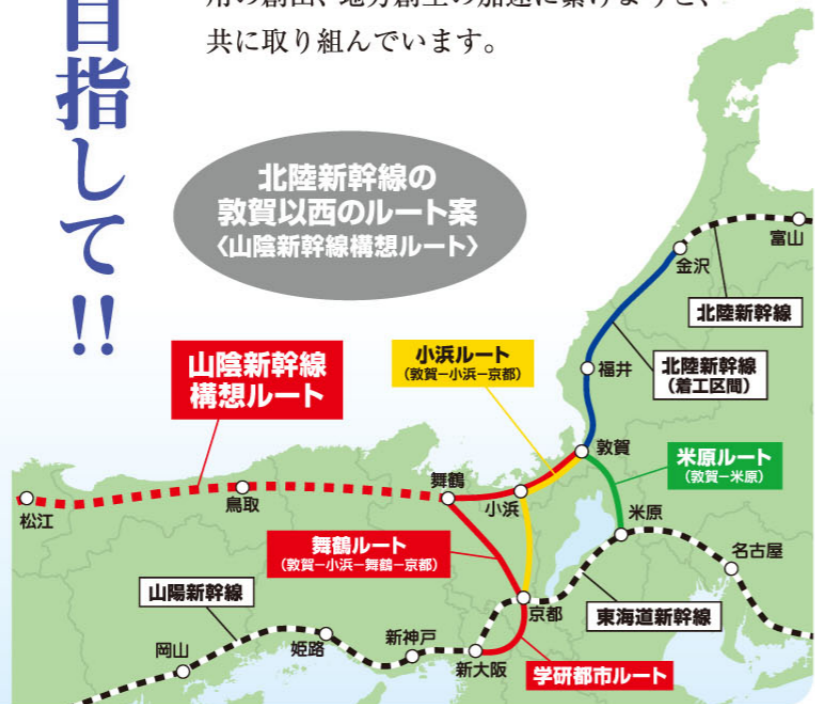 用の創出、地方創生の加速に繋げようと、
共に取り組んでいます。
目指して!!
北陸新幹線の
敦賀以西のルート案
〈山陰新幹線構想ルート〉
富山
金沢
北陸新幹線
北陸新幹線
(着工区間)
福井
小浜ルート
(敦賀ー小浜ー京都)
山陰新幹線
構想ルート
敦賀
米原ルート
(敦賀ー米原)
舞鶴
小浜
鳥取
松江
米原
舞鶴ルート
(敦賀ー小浜ー舞鶴ー京都)
名古屋
山陽新幹線
京都
東海道新幹線
岡山
姫路
新神戸
新大阪
学研都市ルート